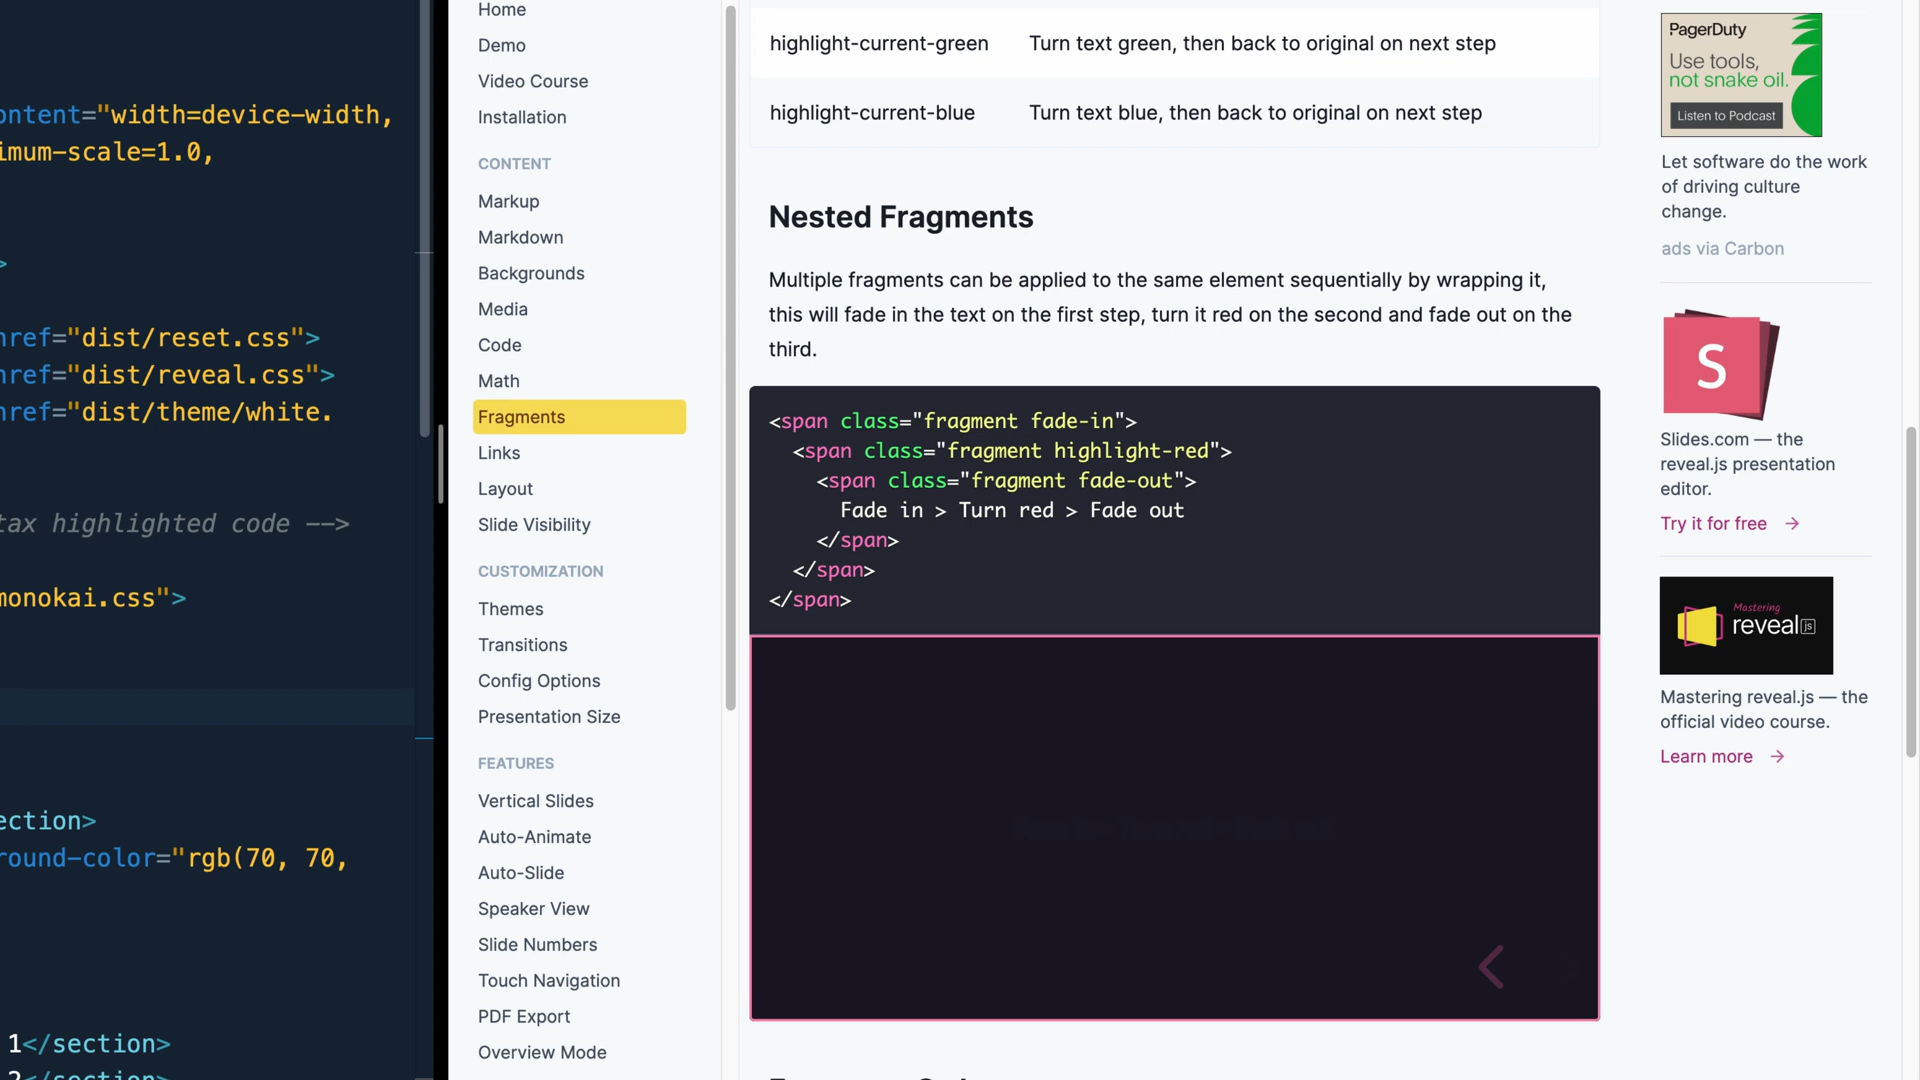 ontent="width=device-width,
imum-scale=1.0,
>
href="dist/reset.css">
href="dist/reveal.css">
href="dist/theme/white.
tax highlighted code -->
monokai.css">
ection>
round-color="rgb(70, 70,
1</section>
2</section>
Home
Demo
Video Course
Installation
CONTENT
Markup
Markdown
Backgrounds
Media
Code
Math
Fragments
Links
Layout
Slide Visibility
CUSTOMIZATION
Themes
Transitions
Config Options
Presentation Size
FEATURES
Vertical Slides
Auto-Animate
Auto-Slide
Speaker View
Slide Numbers
Touch Navigation
PDF Export
Overview Mode
highlight-current-green Turn text green, then back to original on next step
highlight-current-blue Turn text blue, then back to original on next step
Nested Fragments
Multiple fragments can be applied to the same element sequentially by wrapping it,
this will fade in the text on the first step, turn it red on the second and fade out on the
third.
<span class="fragment fade-in">
<span class="fragment highlight-red">
<span class="fragment fade-out">
Fade in > Turn red > Fade out
</span>
</span>
</span>
PagerDuty
Use tools,
not snake oil.
Listen to Podcast
Let software do the work
of driving culture
change.
ads via Carbon
S
Slides.com — the
reveal.js presentation
editor.
Try it for free →
Mastering
reveal js
Mastering reveal.js — the
official video course.
Learn more →